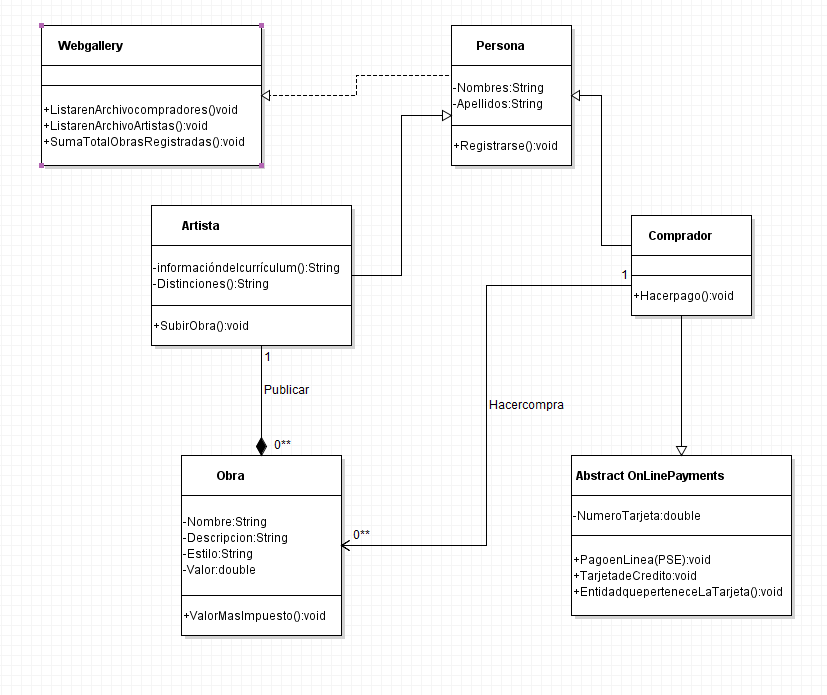 Webgallery
+ListarenArchivocompradores()void
+ListarenArchivoArtistas():void
+SumaTotalObrasRegistradas():void
Persona
-Nombres:String
-Apellidos:String
+Registrarse():void
Artista
-informacióndelcurrículum():String
-Distinciones():String
+SubirObra():void
Comprador
+Hacerpago():void
1
1
Publicar
Hacercompra
0**
Obra
-Nombre:String
-Descripcion:String
-Estilo:String
-Valor:double
+ValorMasImpuesto():void
0**
Abstract OnLinePayments
-NumeroTarjeta:double
+PagoenLinea(PSE):void
+TarjetadeCredito:void
+EntidadqueperteneceLaTarjeta():void